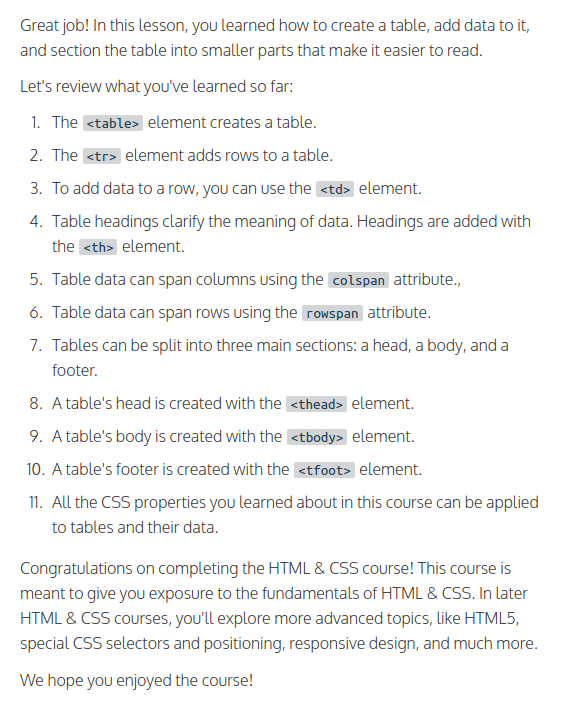 Great job! In this lesson, you learned how to create a table, add data to it,
and section the table into smaller parts that make it easier to read.
Let's review what you've learned so far:
1. The <table> element creates a table.
2. The <tr> element adds rows to a table.
3. To add data to a row, you can use the <td> element.
4. Table headings clarify the meaning of data. Headings are added with
the <th> element.
5. Table data can span columns using the colspan attribute.,
6. Table data can span rows using the rowspan attribute.
7. Tables can be split into three main sections: a head, a body, and a
footer.
8. A table's head is created with the <thead> element.
9. A table's body is created with the <tbody> element.
10. A table's footer is created with the <tfoot> element.
11. All the CSS properties you learned about in this course can be applied
to tables and their data.
Congratulations on completing the HTML & CSS course! This course is
meant to give you exposure to the fundamentals of HTML & CSS. In later
HTML & CSS courses, you'll explore more advanced topics, like HTML5,
special CSS selectors and positioning, responsive design, and much more.
We hope you enjoyed the course!